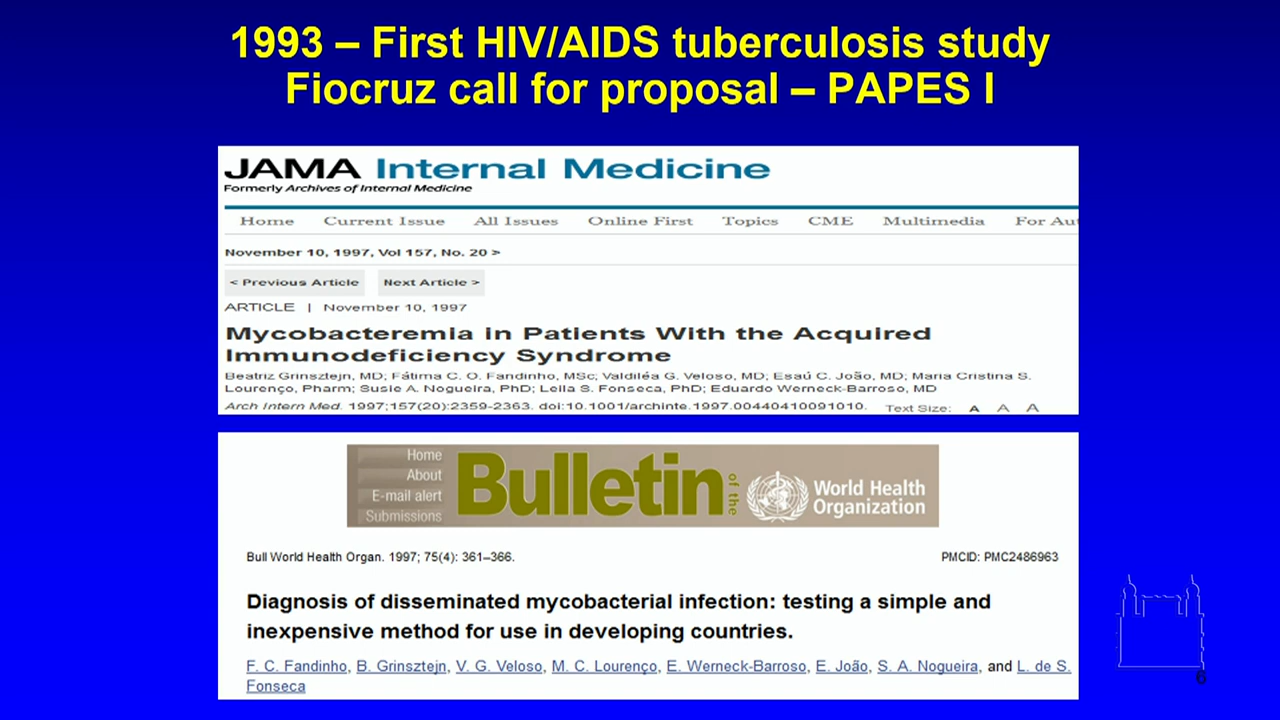 1993 – First HIV/AIDS tuberculosis study
Fiocruz call for proposal – PAPES I
JAMA Internal Medicine
Formerly Archives of Internal Medicine
Home Current Issue All Issues Online First Topics CME Multimedia For Aut
November 10, 1997, Vol 157, No. 20 >
< Previous Article Next Article >
ARTICLE | November 10, 1997
Mycobacteremia in Patients With the Acquired
Immunodeficiency Syndrome
Beatriz Grinsztejn, MD; Fátima C. O. Fandinho, MSc; Valdiléa G. Veloso, MD; Esaú C. João, MD; Maria Cristina S.
Lourenço, Pharm; Susie A. Nogueira, PhD; Leila S. Fonseca, PhD; Eduardo Werneck-Barroso, MD
Arch Intern Med. 1997;157(20):2359-2363. doi:10.1001/archinte.1997.00440410091010. Text Size: A A A
Home
About
E-mail alert
Submissions
Bulletin of the
World Health
Organization
Bull World Health Organ. 1997; 75(4): 361–366. PMCID: PMC2486963
Diagnosis of disseminated mycobacterial infection: testing a simple and
inexpensive method for use in developing countries.
F. C. Fandinho, B. Grinsztejn, V. G. Veloso, M. C. Lourenço, E. Werneck-Barroso, E. João, S. A. Nogueira, and L. de S.
Fonseca
6